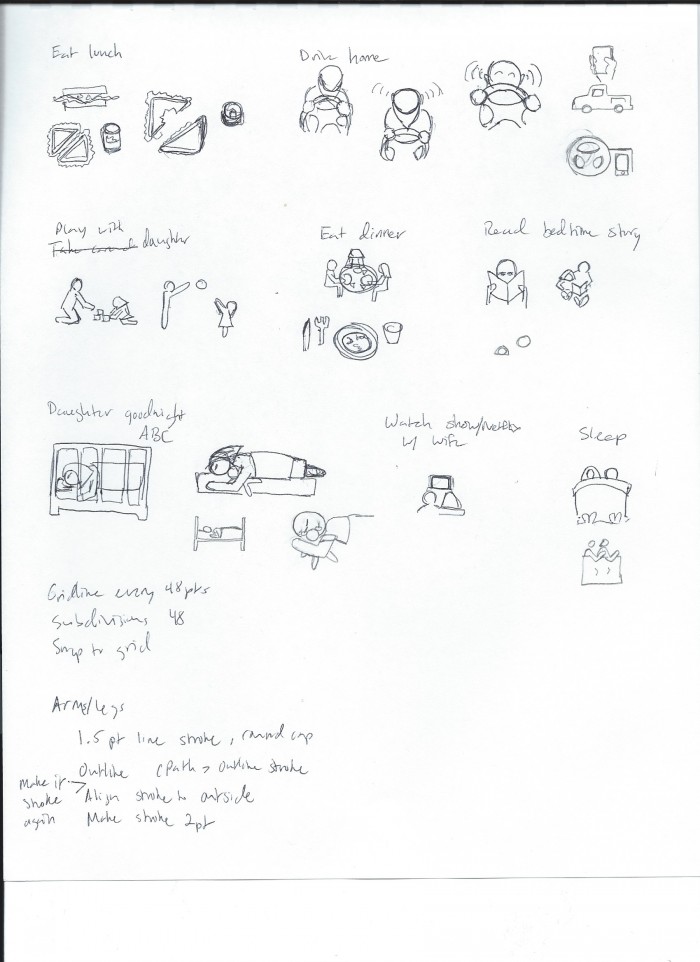 Eat lunch
Drive home
Play with
Take care of daughter
Eat dinner
Read bedtime story
Daughter goodnight
ABC
Watch show/Netflix
w/ wife
Sleep
Gridline every 48 pts
Subdivisions 48
Snap to grid
Arms/Legs
1.5 pt line stroke, round cap
Outline (Path > Outline Stroke
Make it
stroke
again
Align stroke to outside
Make stroke 2pt